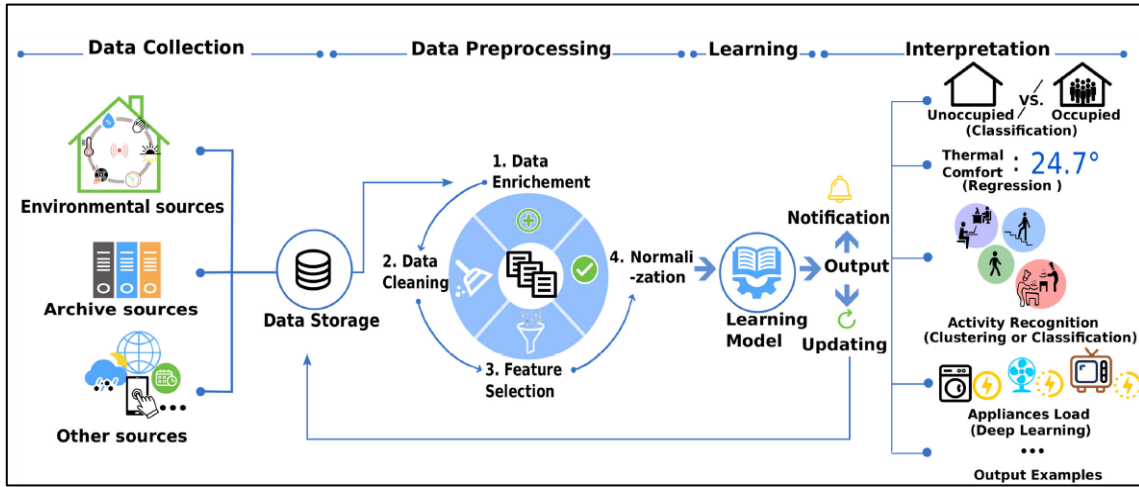 Data Collection
Data Preprocessing
Learning
Interpretation
Environmental sources
Archive sources
Other sources
Data Storage
1. Data
Enrichement
2. Data
Cleaning
3. Feature
Selection
4. Normali
-zation
Learning
Model
Notification
Output
Updating
VS.
Unoccupied
Occupied
(Classification)
Thermal
Comfort : 24.7°
(Regression )
Activity Recognition
(Clustering or Classification)
Appliances Load
(Deep Learning)
Output Examples